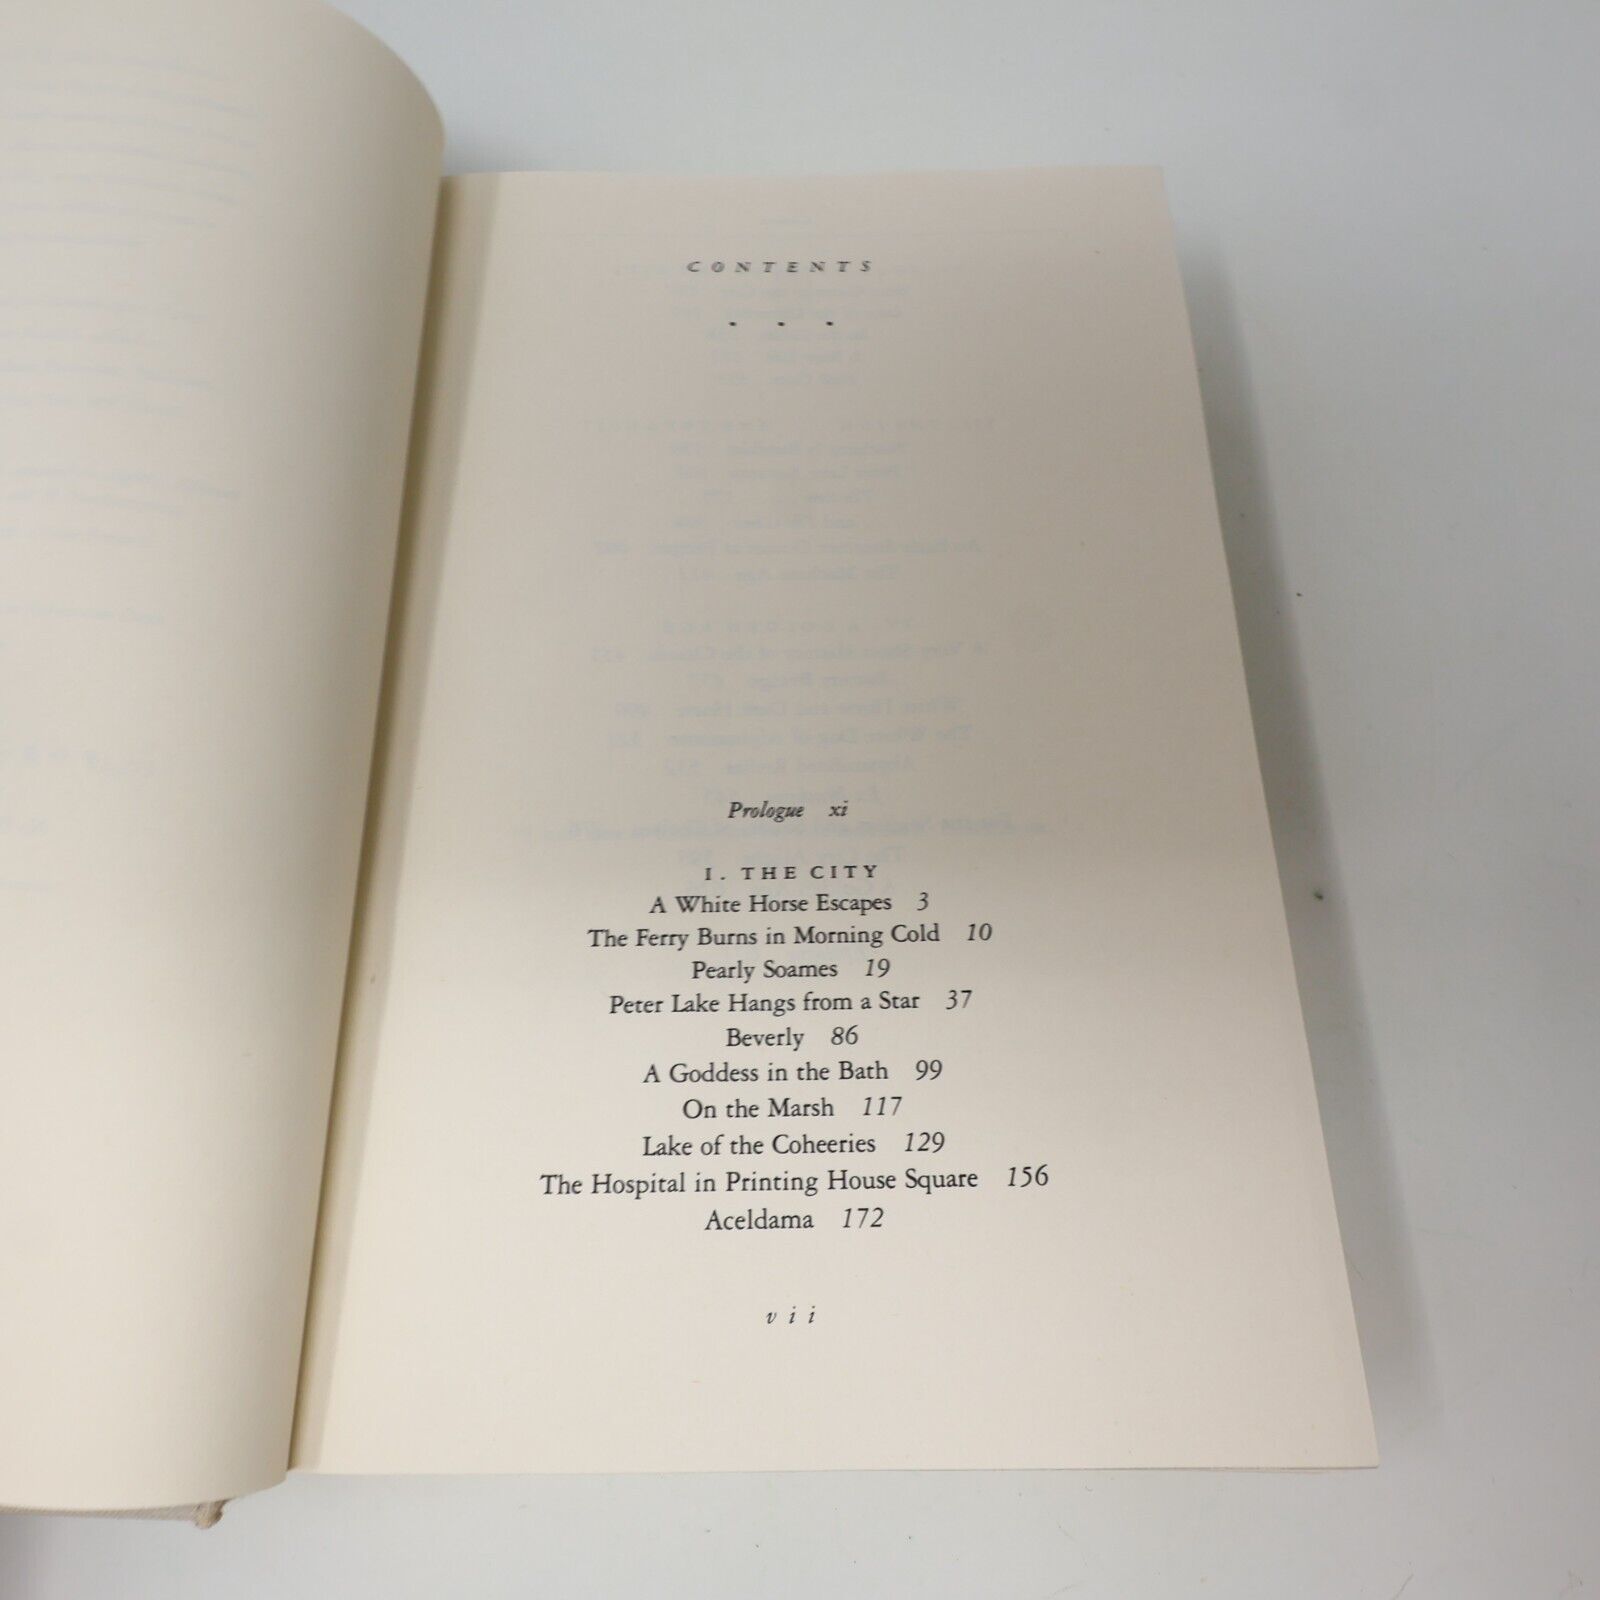 CONTENTS
. . .
Prologue xi
I. THE CITY
A White Horse Escapes 3
The Ferry Burns in Morning Cold 10
Pearly Soames 19
Peter Lake Hangs from a Star 37
Beverly 86
A Goddess in the Bath 99
On the Marsh 117
Lake of the Coheeries 129
The Hospital in Printing House Square 156
Aceldama 172
vii